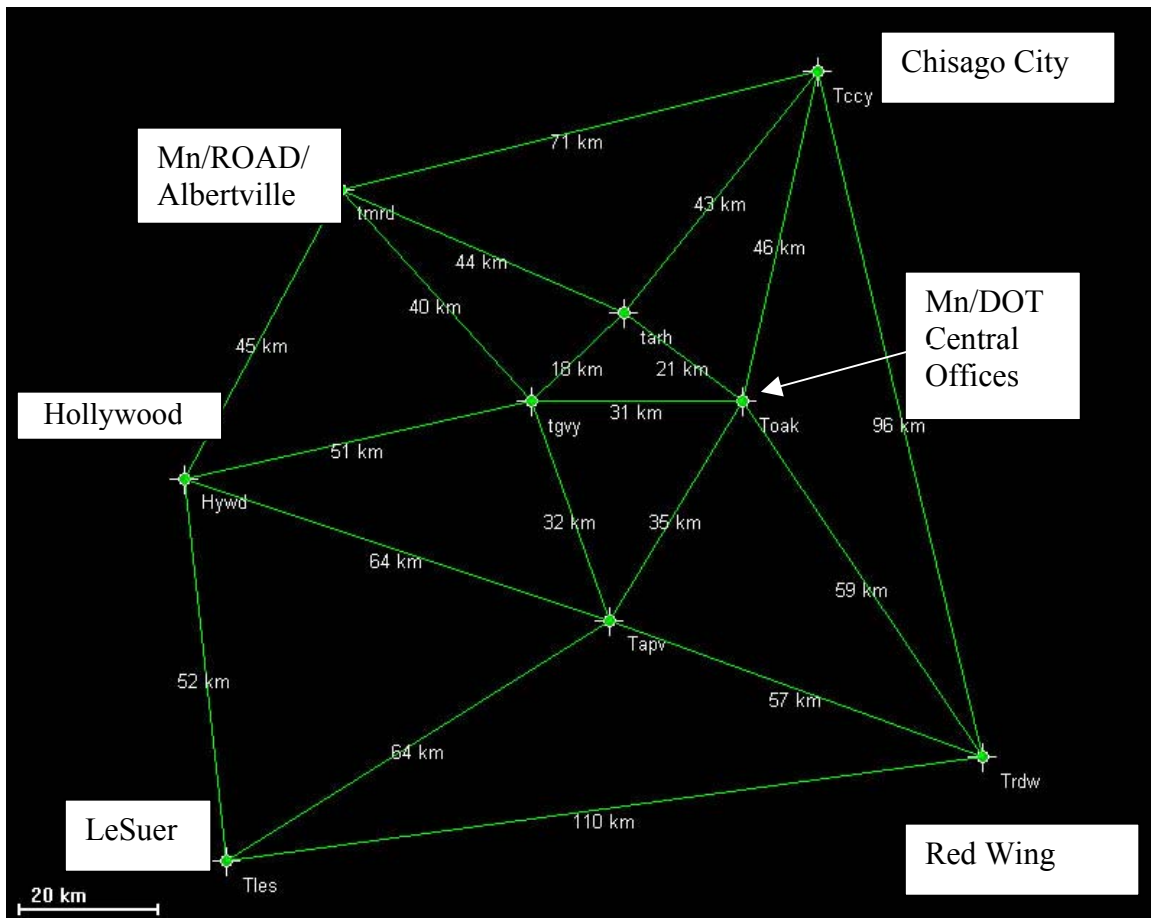 Chisago City
Tccy
71 km
Mn/ROAD/
Albertville
tmrd
43 km
46 km
44 km
40 km
Mn/DOT
Central
Offices
tarh
45 km
18 km
21 km
31 km
Hollywood
tgvy
Toak
96 km
51 km
Hywd
32 km
35 km
64 km
59 km
Tapv
52 km
57 km
64 km
Trdw
110 km
LeSuer
Red Wing
Tles
20 km